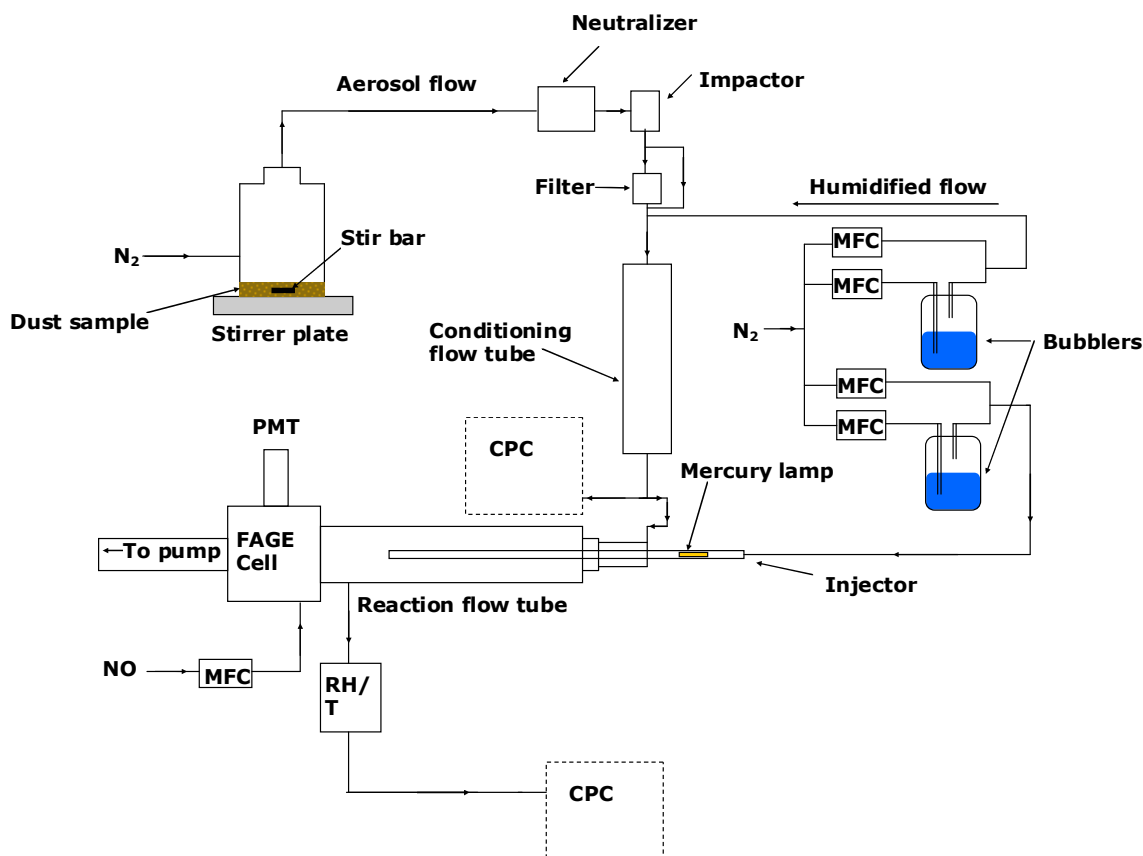 Neutralizer
Aerosol flow
Impactor
Filter
Humidified flow
MFC
Stir bar
N2
MFC
Dust sample
Stirrer plate
Conditioning
flow tube
N2
Bubblers
MFC
MFC
PMT
CPC
Mercury lamp
To pump
FAGE
Cell
Injector
Reaction flow tube
NO
MFC
RH/
T
CPC